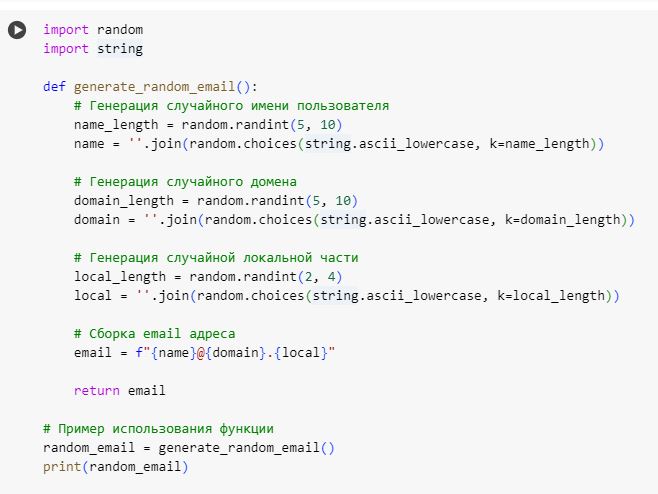 import random
import string
def generate_random_email():
# Генерация случайного имени пользователя
name_length = random.randint(5, 10)
name = ''.join(random.choices(string.ascii_lowercase, k=name_length))
# Генерация случайного домена
domain_length = random.randint(5, 10)
domain = ''.join(random.choices(string.ascii_lowercase, k=domain_length))
# Генерация случайной локальной части
local_length = random.randint(2, 4)
local = ''.join(random.choices(string.ascii_lowercase, k=local_length))
# Сборка email адреса
email = f"{name}@{domain}.{local}"
return email
# Пример использования функции
random_email = generate_random_email()
print(random_email)